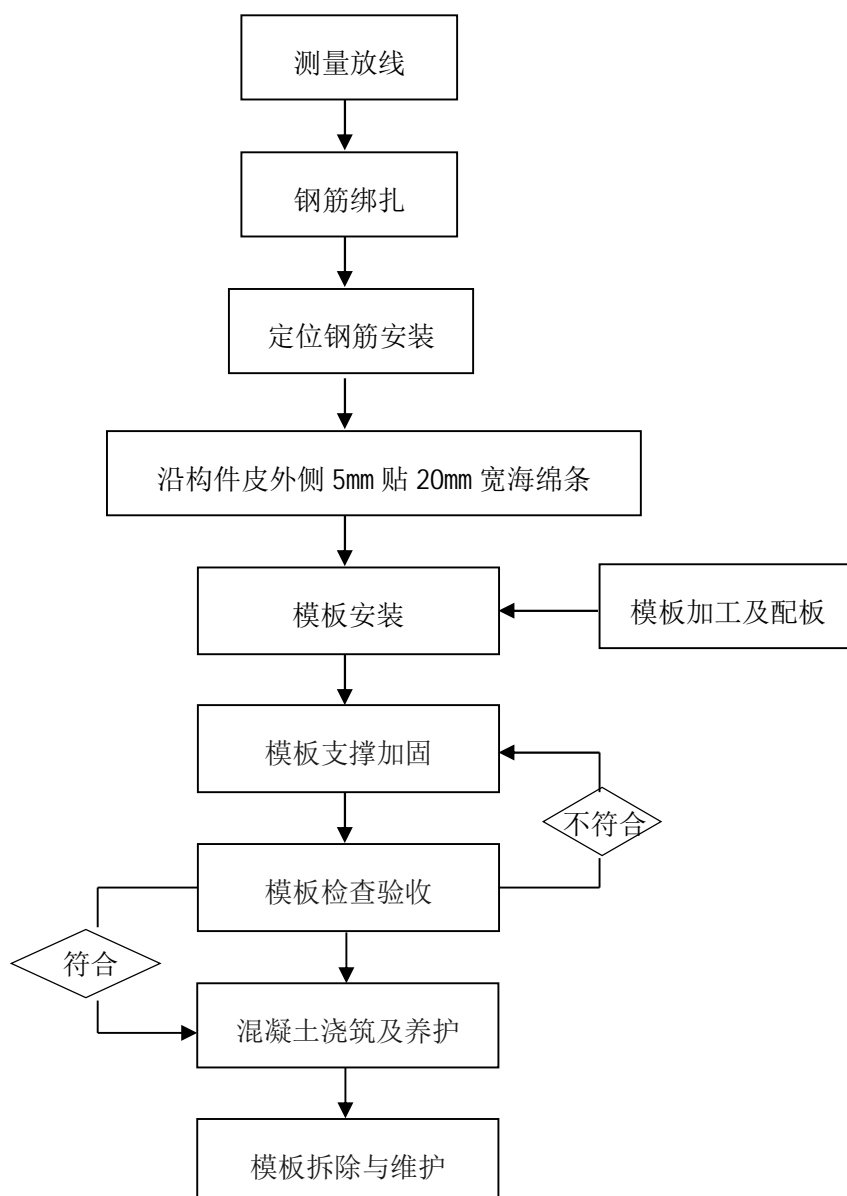 测量放线
钢筋绑扎
定位钢筋安装
沿构件皮外侧 5mm 贴 20mm 宽海绵条
模板安装
模板加工及配板
模板支撑加固
不符合
模板检查验收
符合
混凝土浇筑及养护
模板拆除与维护